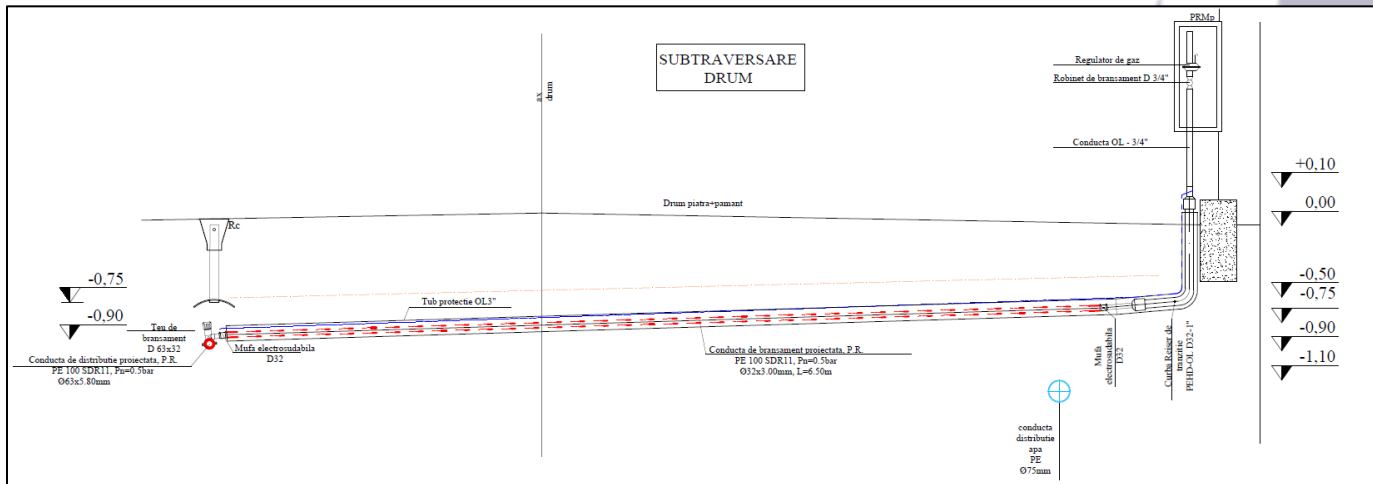 PRMp
SUBTRAVERSARE
DRUM
Regulator de gaz
Robinet de bransament D 3/4"
ax
drum
Conducta OL - 3/4"
+0,10
Drum piatra+pamant
0,00
Rc
-0,75
-0,50
-0,75
Tub protectie OL3"
-0,90
Teu de
bransament
D 63x32
-0,90
Mufa electrosudabila
D32
Conducta de bransament proiectata, P.R.
PE 100 SDR11, Pn=0.5bar
Ø32x3.00mm, L=6.50m
Conducta de distributie proiectata, P.R.
PE 100 SDR11, Pn=0.5bar
Ø63x5.80mm
Mufa
electrosudabila
D32
Curba Reiser de
tranzitie
PEHD-OL D32-1"
-1,10
conducta
distributie
apa
PE
Ø75mm